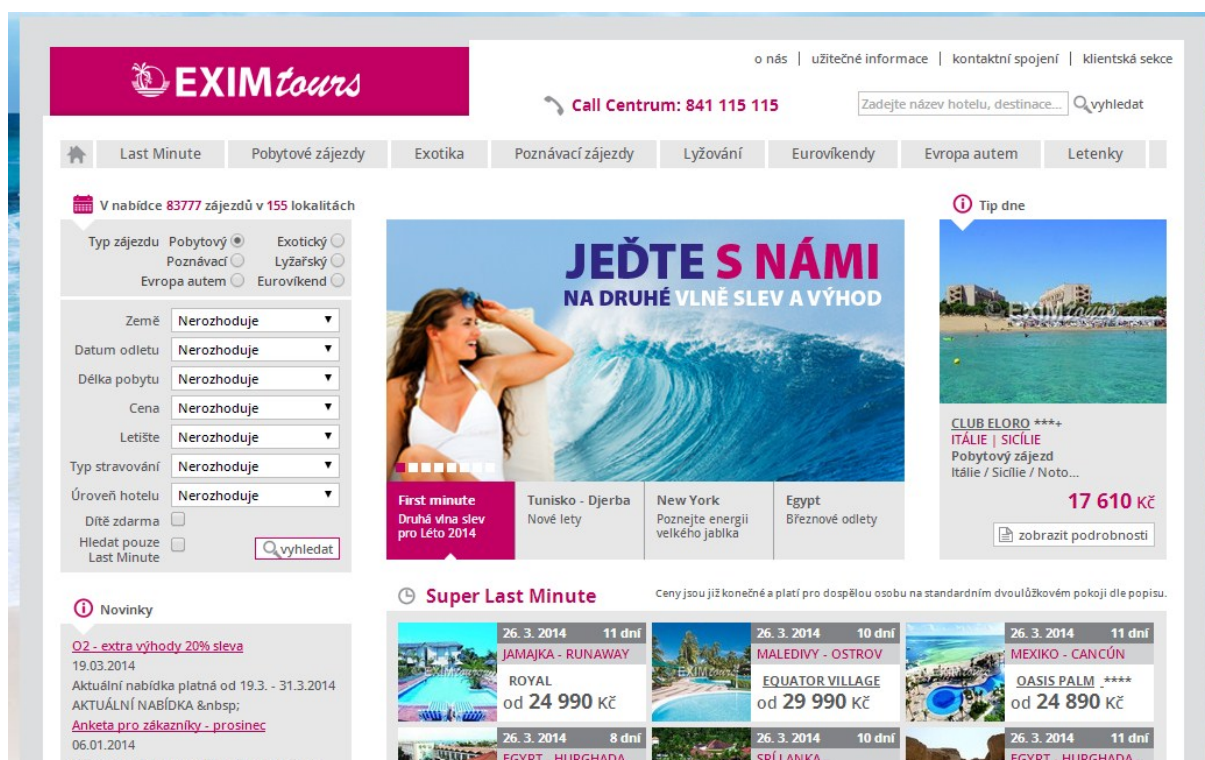 EXIMtours
o nás | užitečné informace | kontaktní spojení | klientská sekce
Call Centrum: 841 115 115
Zadejte název hotelu, destinace...
vyhledat
Last Minute
Pobytové zájezdy
Exotika
Poznávací zájezdy
Lyžování
Eurovíkendy
Evropa autem
Letenky
V nabídce 83777 zájezdů v 155 lokalitách
Typ zájezdu Pobytový Exotický
Poznávací Lyžařský
Evropa autem Eurovíkend
Země Nerozhoduje
Datum odletu Nerozhoduje
Délka pobytu Nerozhoduje
Cena Nerozhoduje
Letište Nerozhoduje
Typ stravování Nerozhoduje
Úroveň hotelu Nerozhoduje
Dítě zdarma
Hledat pouze
Last Minute
vyhledat
JEĎTE S NÁMI
NA DRUHÉ VLNĚ SLEV A VÝHOD
First minute
Druhá vlna slev
pro Léto 2014
Tunisko - Djerba
Nové lety
New York
Poznejte energii
velkého jablka
Egypt
Březnové odlety
Tip dne
EXIMtours
CLUB ELORO ***+
ITÁLIE | SICÍLIE
Pobytový zájezd
Itálie / Sicílie / Noto...
17 610 Kč
zobrazit podrobnosti
Novinky
O2 - extra výhody 20% sleva
19.03.2014
Aktuální nabídka platná od 19.3. - 31.3.2014
AKTUÁLNÍ NABÍDKA &nbsp;
Anketa pro zákazníky - prosinec
06.01.2014
Super Last Minute
Ceny jsou již konečné a platí pro dospělou osobu na standardním dvoulůžkovém pokoji dle popisu.
26. 3. 2014 11 dní
JAMAJKA - RUNAWAY
ROYAL
od 24 990 Kč
26. 3. 2014 10 dní
MALEDIVY - OSTROV
EQUATOR VILLAGE
od 29 990 Kč
26. 3. 2014 11 dní
MEXIKO - CANCÚN
OASIS PALM ****
od 24 890 Kč
26. 3. 2014 8 dní
EGYPT - HURGHADA
26. 3. 2014 10 dní
SRÍ LANKA -
26. 3. 2014 11 dní
EGYPT - HURGHADA -